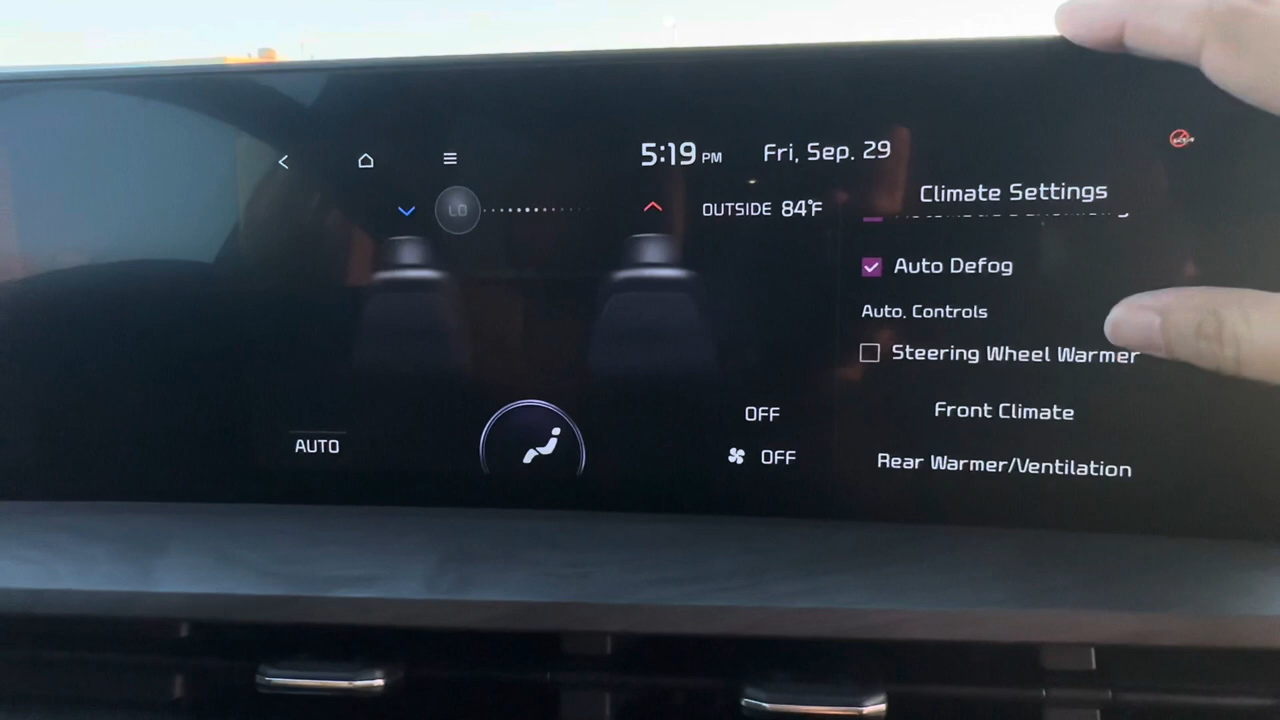 5:19 PM Fri, Sep. 29
Climate Settings
LO
OUTSIDE 84°F
Auto Defog
Auto. Controls
Steering Wheel Warmer
OFF
Front Climate
AUTO
OFF
Rear Warmer/Ventilation